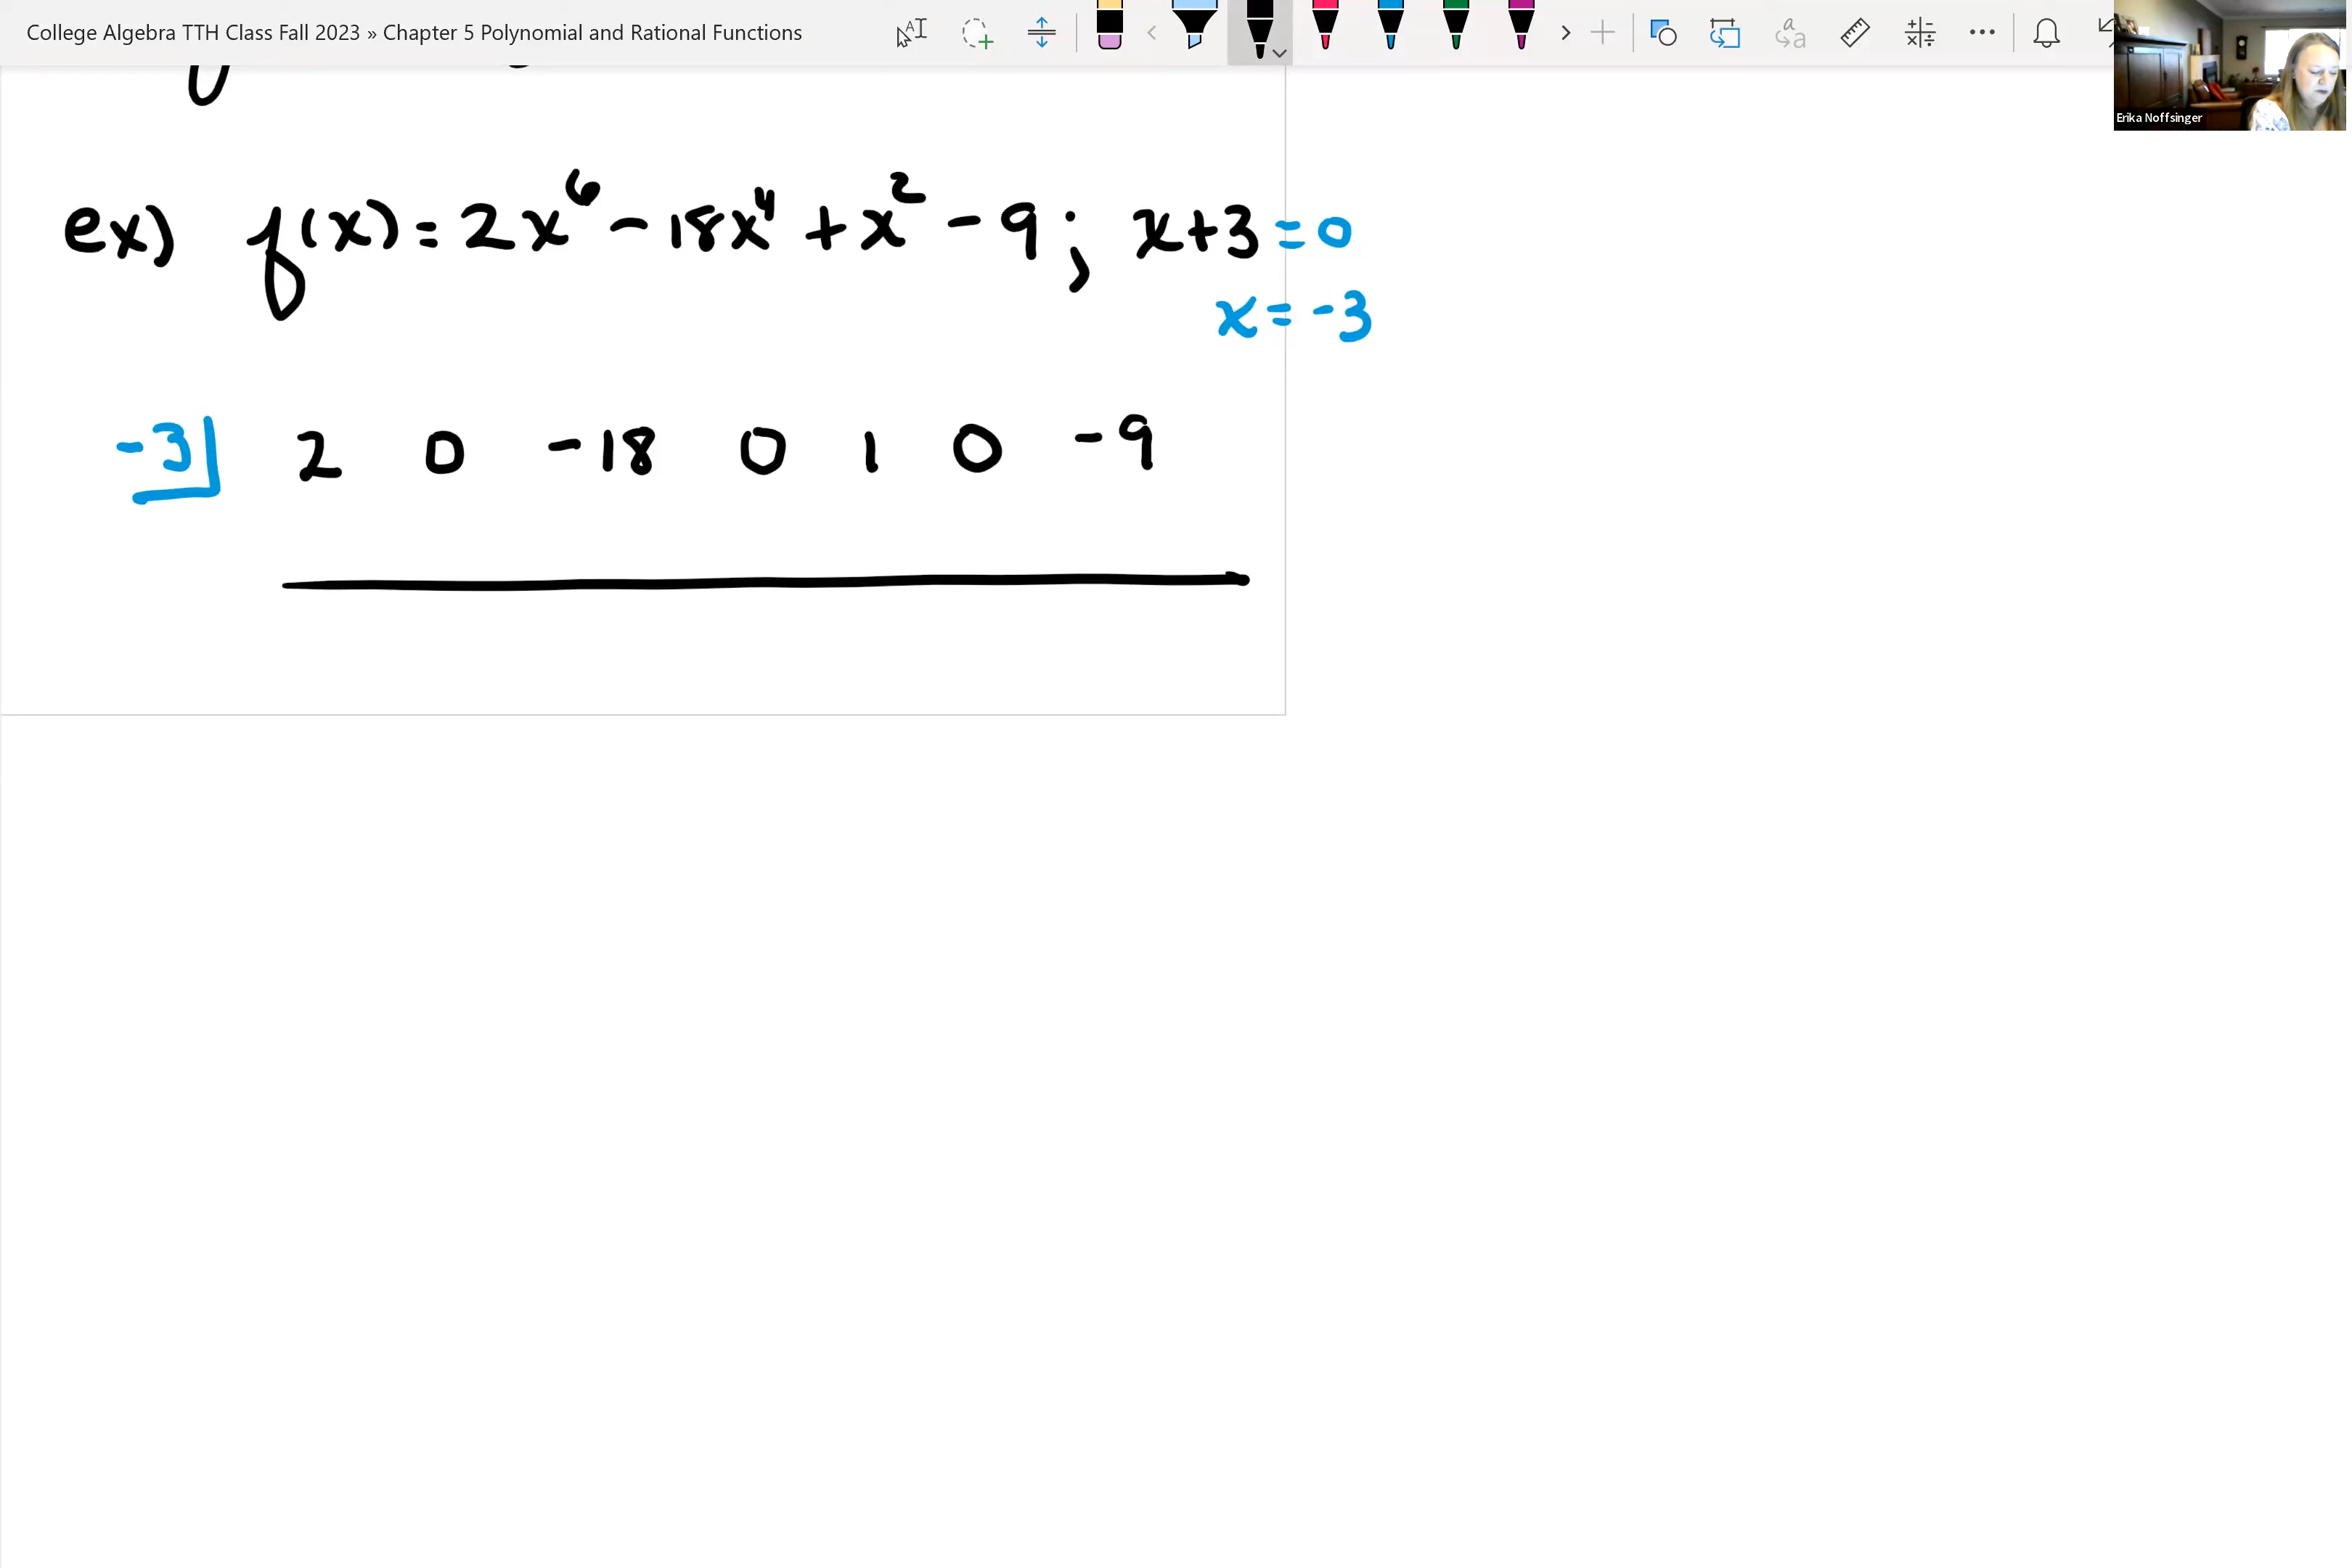 College Algebra TTH Class Fall 2023 » Chapter 5 Polynomial and Rational Functions
Erika Noffsinger
ex) f(x) = 2x⁶ - 18x⁴ + x² - 9 ; x+3 = 0
x = -3
-3 2 0 -18 0 1 0 -9